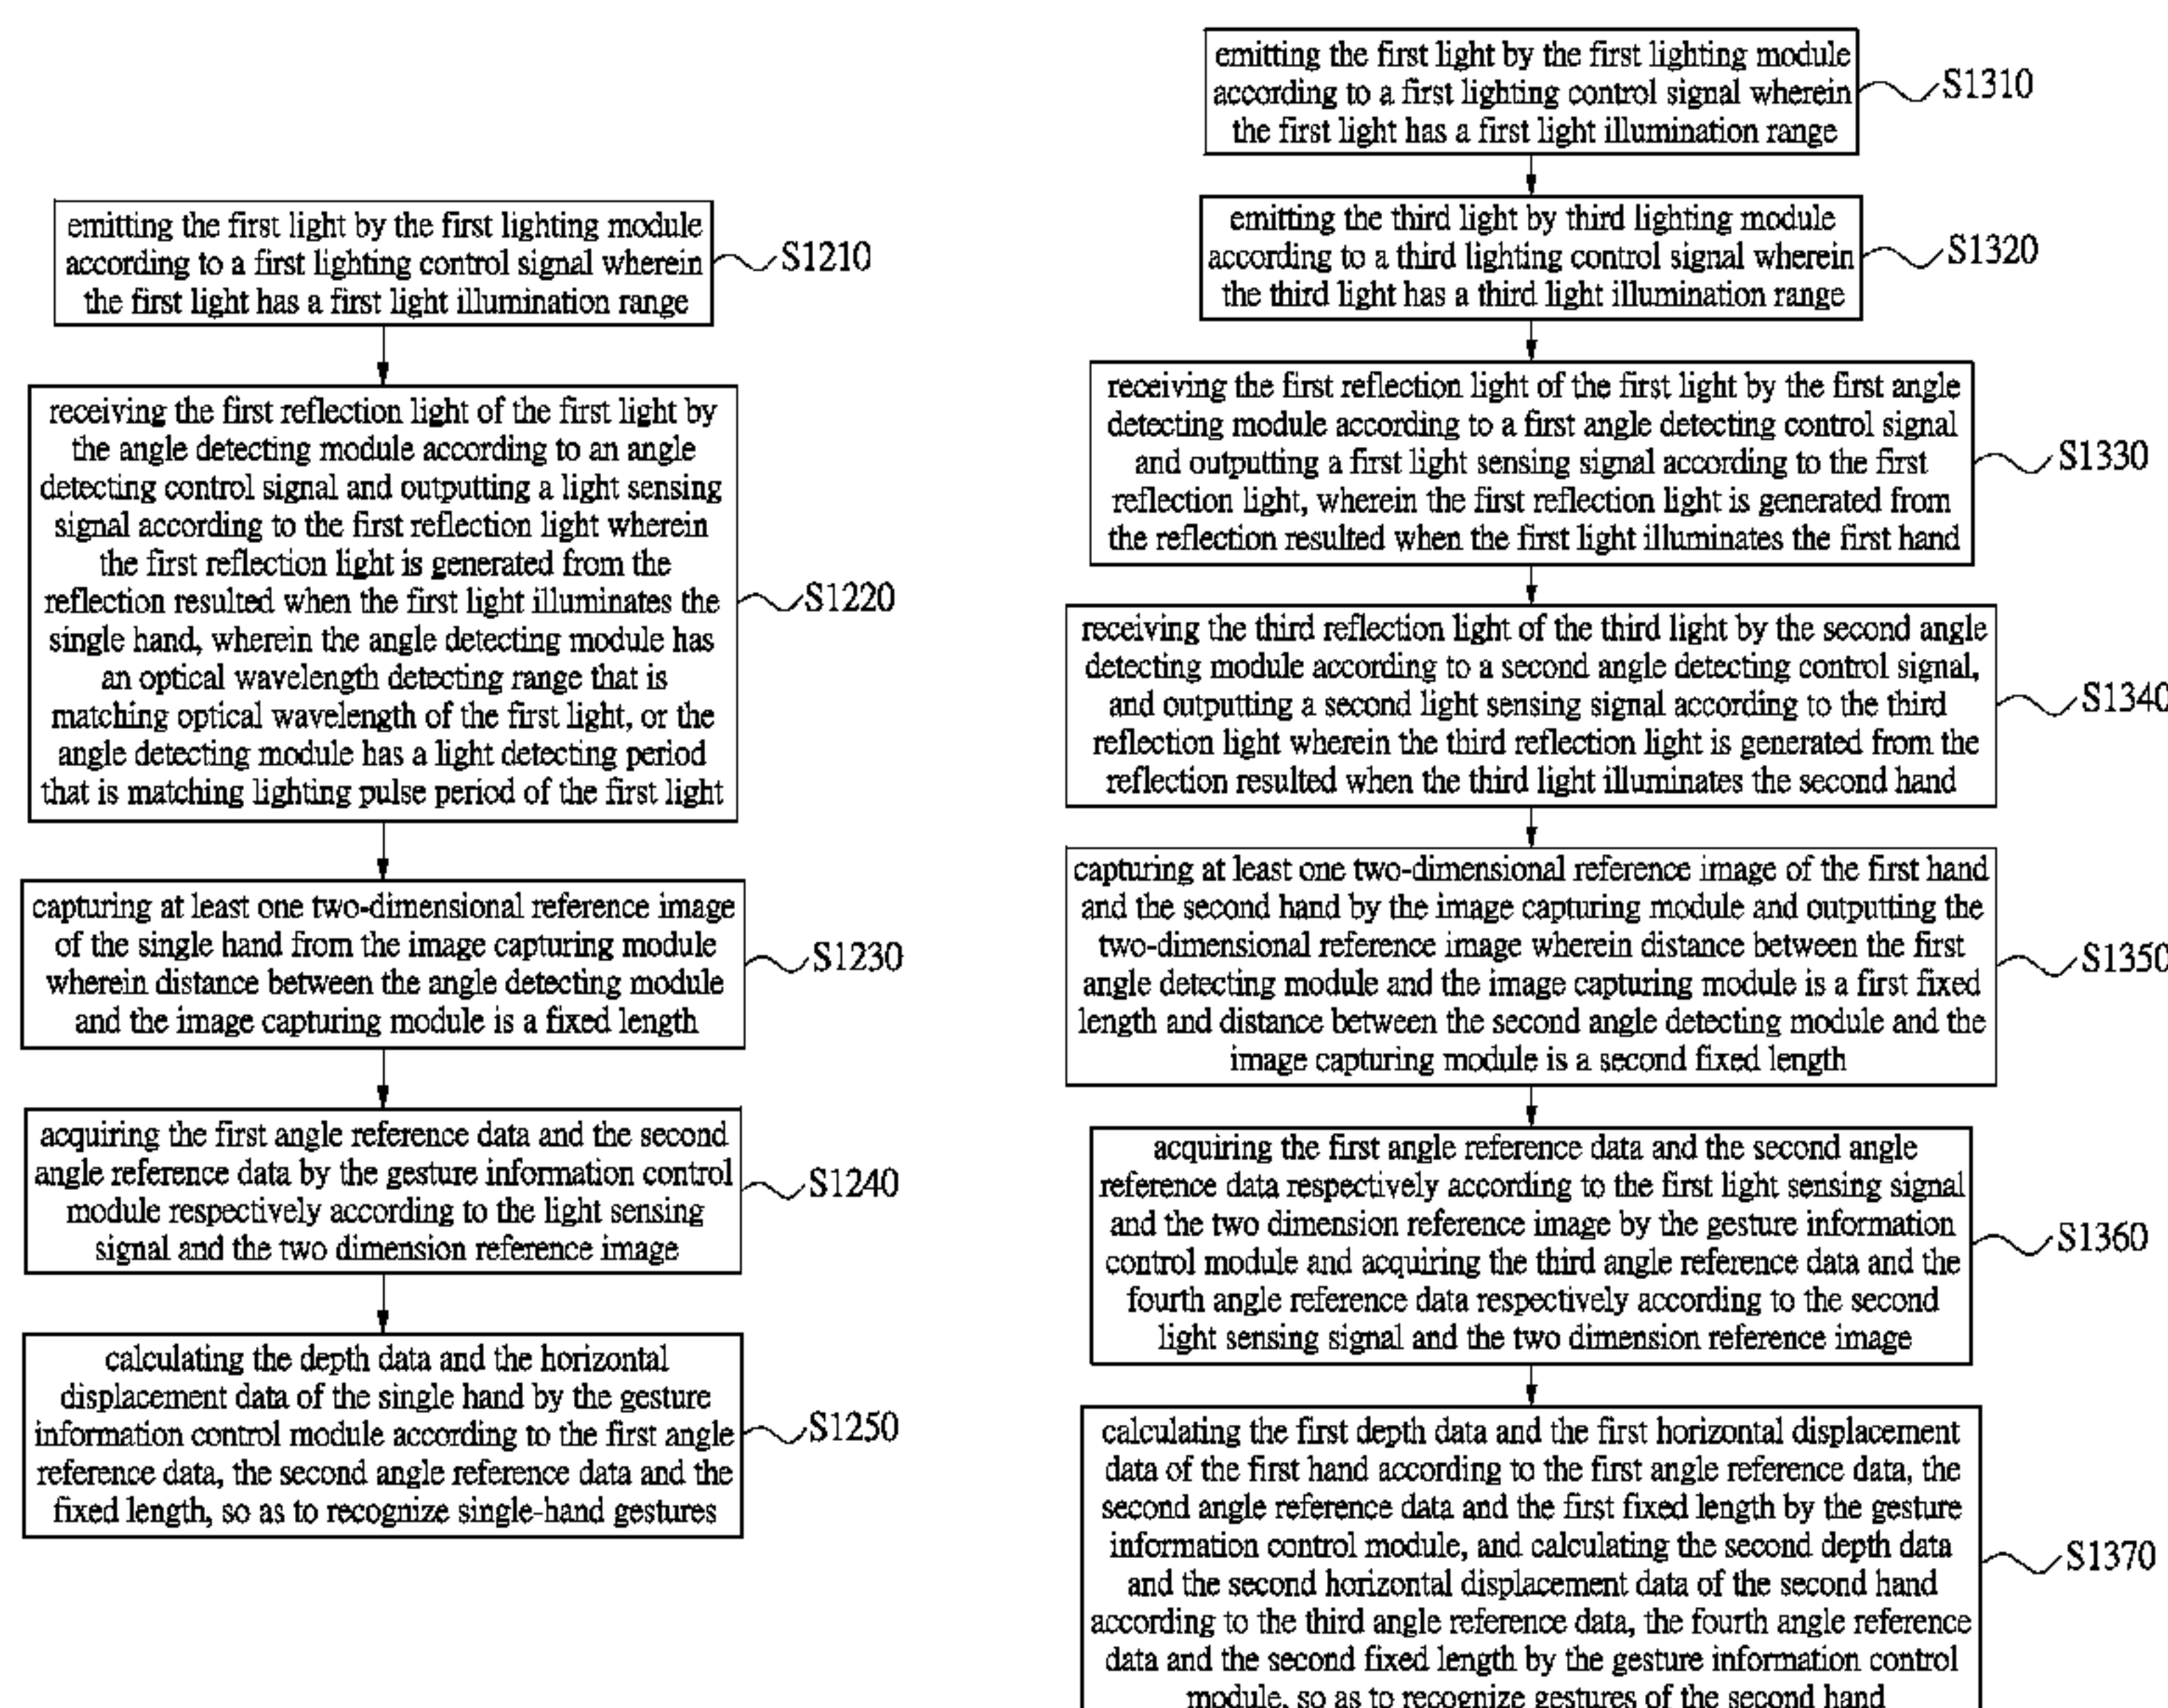 emitting the first light by the first lighting module
according to a first lighting control signal wherein
the first light has a first light illumination range
S1210
receiving the first reflection light of the first light by
the angle detecting module according to an angle
detecting control signal and outputting a light sensing
signal according to the first reflection light wherein
the first reflection light is generated from the
reflection resulted when the first light illuminates the
single hand, wherein the angle detecting module has
an optical wavelength detecting range that is
matching optical wavelength of the first light, or the
angle detecting module has a light detecting period
that is matching lighting pulse period of the first light
S1220
capturing at least one two-dimensional reference image
of the single hand from the image capturing module
wherein distance between the angle detecting module
and the image capturing module is a fixed length
S1230
acquiring the first angle reference data and the second
angle reference data by the gesture information control
module respectively according to the light sensing
signal and the two dimension reference image
S1240
calculating the depth data and the horizontal
displacement data of the single hand by the gesture
information control module according to the first angle
reference data, the second angle reference data and the
fixed length, so as to recognize single-hand gestures
S1250
emitting the first light by the first lighting module
according to a first lighting control signal wherein
the first light has a first light illumination range
S1310
emitting the third light by third lighting module
according to a third lighting control signal wherein
the third light has a third light illumination range
S1320
receiving the first reflection light of the first light by the first angle
detecting module according to a first angle detecting control signal
and outputting a first light sensing signal according to the first
reflection light, wherein the first reflection light is generated from
the reflection resulted when the first light illuminates the first hand
S1330
receiving the third reflection light of the third light by the second angle
detecting module according to a second angle detecting control signal,
and outputting a second light sensing signal according to the third
reflection light wherein the third reflection light is generated from the
reflection resulted when the third light illuminates the second hand
S1340
capturing at least one two-dimensional reference image of the first hand
and the second hand by the image capturing module and outputting the
two-dimensional reference image wherein distance between the first
angle detecting module and the image capturing module is a first fixed
length and distance between the second angle detecting module and the
image capturing module is a second fixed length
S1350
acquiring the first angle reference data and the second angle
reference data respectively according to the first light sensing signal
and the two dimension reference image by the gesture information
control module and acquiring the third angle reference data and the
fourth angle reference data respectively according to the second
light sensing signal and the two dimension reference image
S1360
calculating the first depth data and the first horizontal displacement
data of the first hand according to the first angle reference data, the
second angle reference data and the first fixed length by the gesture
information control module, and calculating the second depth data
and the second horizontal displacement data of the second hand
according to the third angle reference data, the fourth angle reference
data and the second fixed length by the gesture information control
module, so as to recognize gestures of the second hand
S1370